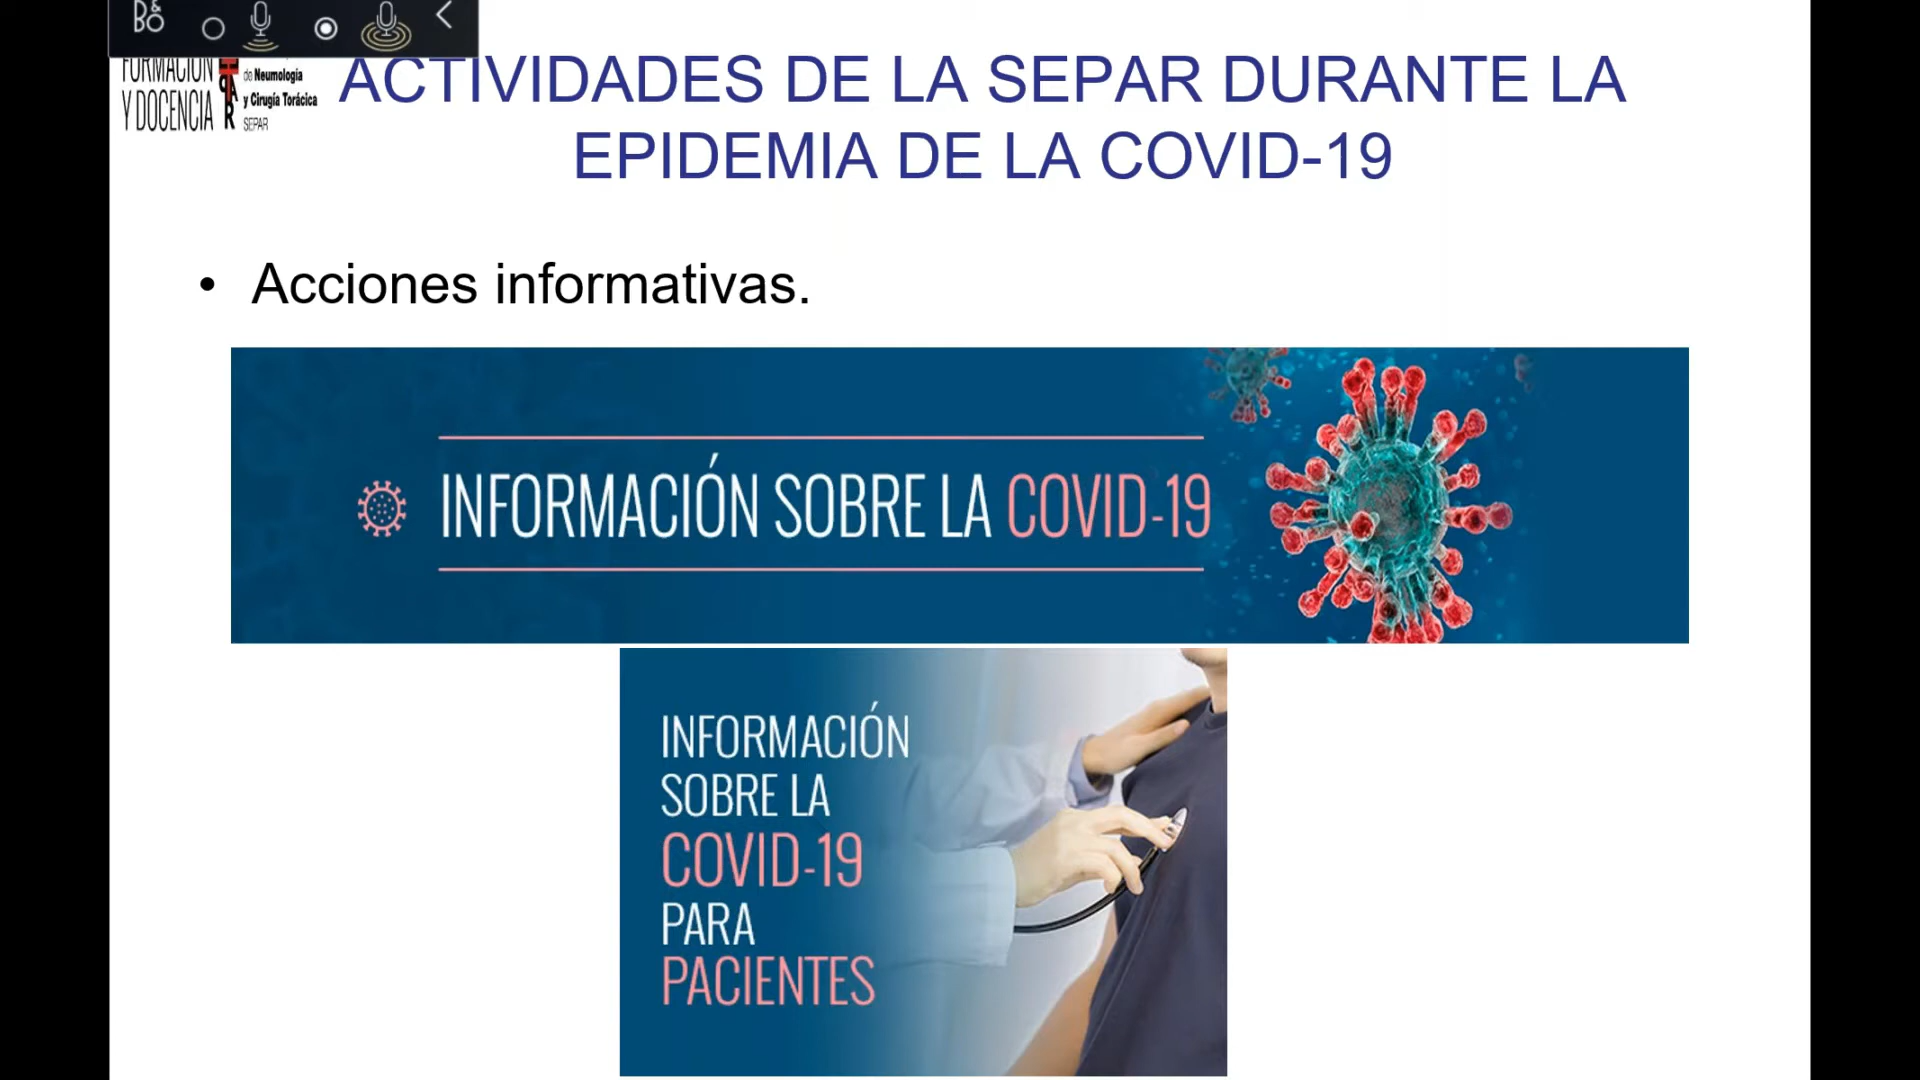 B&
BO
FORMACIÓN
Y DOCENCIA
de Neumología
y Cirugía Torácica
SEPAR
ACTIVIDADES DE LA SEPAR DURANTE LA
EPIDEMIA DE LA COVID-19
• Acciones informativas.
INFORMACIÓN SOBRE LA COVID-19
INFORMACIÓN
SOBRE LA
COVID-19
PARA
PACIENTES